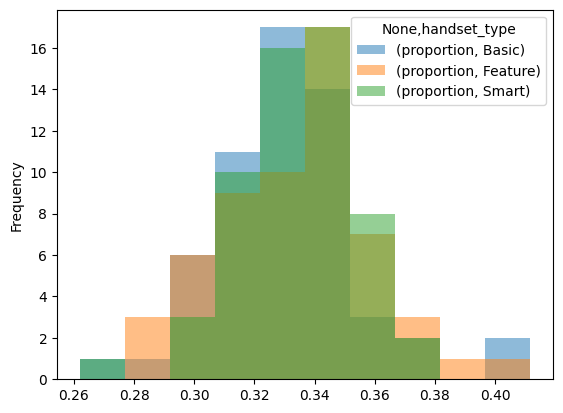 None,handset_type
(proportion, Basic)
(proportion, Feature)
(proportion, Smart)
Frequency
16
14
12
10
8
6
4
2
0
0.26 0.28 0.30 0.32 0.34 0.36 0.38 0.40